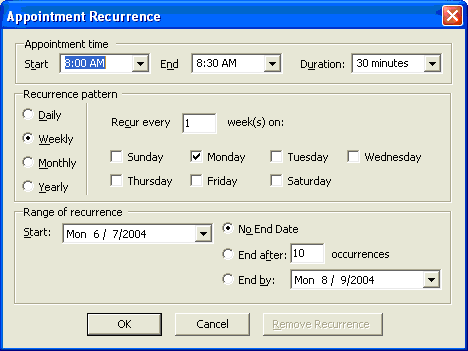 Appointment Recurrence
Appointment time
Start 8:00 AM End 8:30 AM Duration: 30 minutes
Recurrence pattern
Daily
Recur every 1 week(s) on:
Weekly
Sunday Monday Tuesday Wednesday
Monthly
Thursday Friday Saturday
Yearly
Range of recurrence
Start: Mon 6 / 7/2004 No End Date
End after: 10 occurrences
End by: Mon 8 / 9/2004
OK Cancel Remove Recurrence